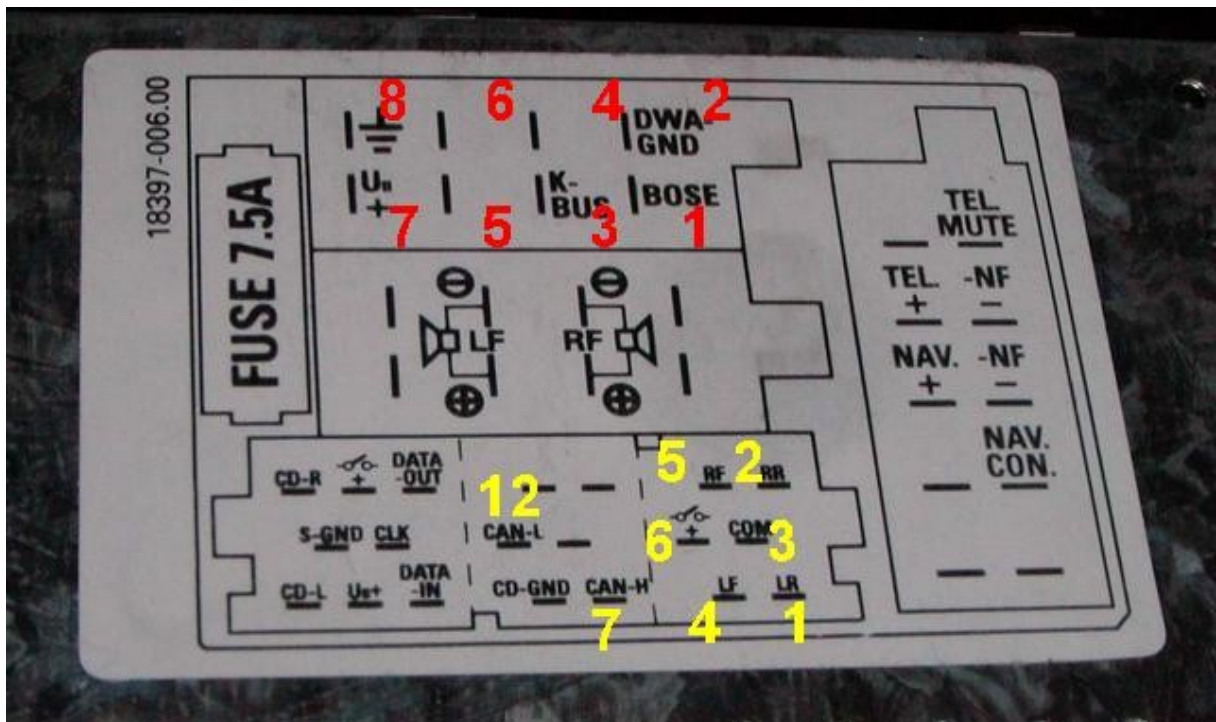 18397-006.00
FUSE 7.5A
8 6 4 2
DWA-
GND
U_B
+
K-
BUS
BOSE
7 5 3 1
LF
RF
TEL.
MUTE
TEL. -NF
+ −
NAV. -NF
+ −
NAV.
CON.
CD-R + DATA
-OUT
S-GND CLK
CD-L U_B+ DATA
-IN
12
CAN-L
CD-GND CAN-H
7
5 RF 2 RR
6 + COM 3
LF LR
4 1